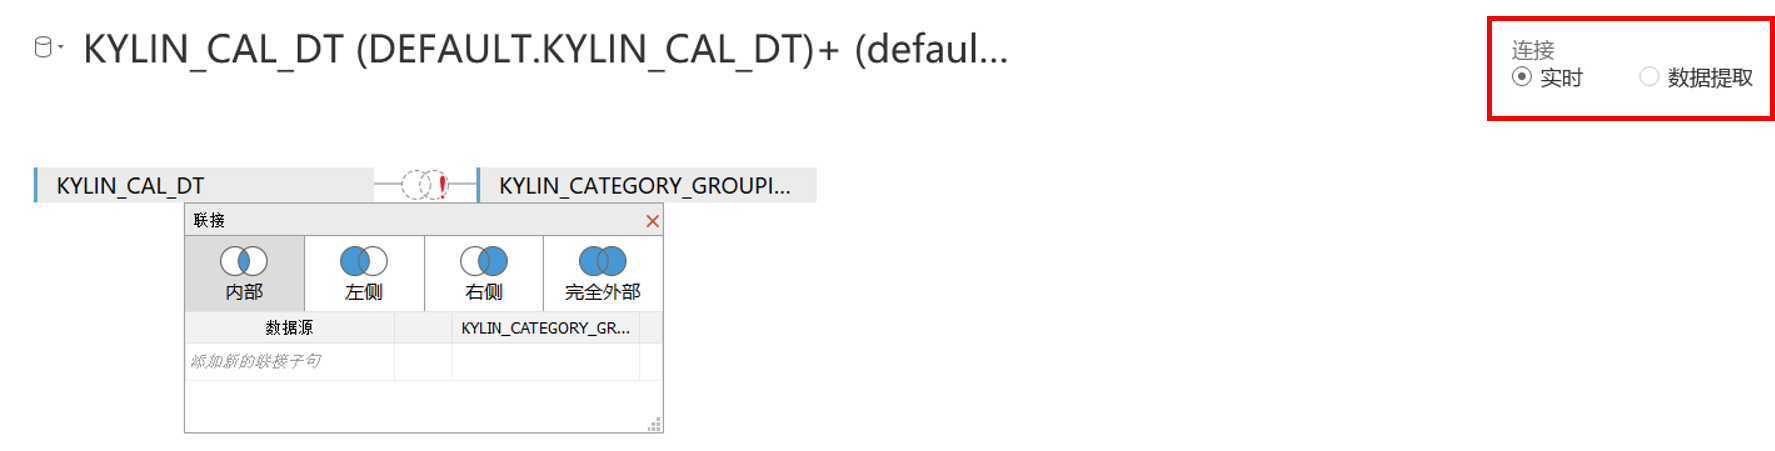 KYLIN_CAL_DT (DEFAULT.KYLIN_CAL_DT)+ (defaul...
连接
实时 数据提取
KYLIN_CAL_DT KYLIN_CATEGORY_GROUPI...
联接
内部 左侧 右侧 完全外部
数据源 KYLIN_CATEGORY_GR...
添加新的联接子句